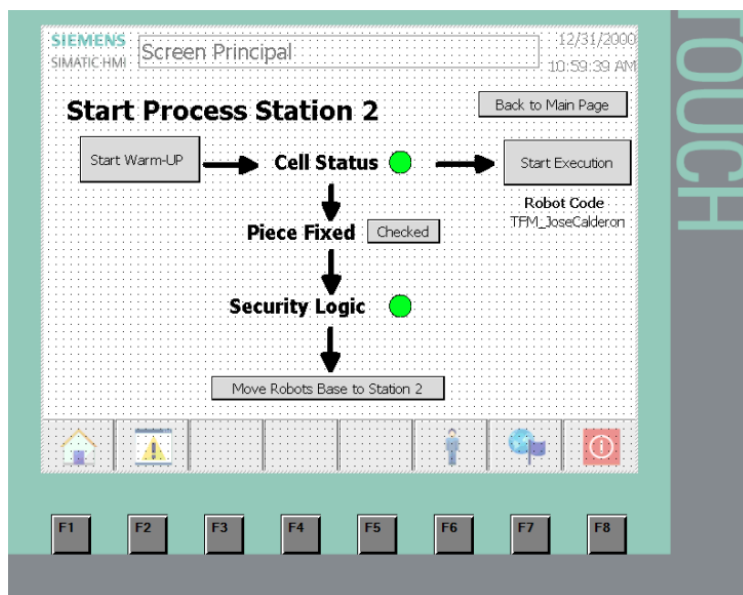 SIEMENS
SIMATIC HMI
Screen Principal
12/31/2000
10:59:39 AM
TOUCH
Start Process Station 2
Back to Main Page
Start Warm-UP
Cell Status
Start Execution
Robot Code
TFM_JoseCalderon
Piece Fixed
Checked
Security Logic
Move Robots Base to Station 2
F1
F2
F3
F4
F5
F6
F7
F8